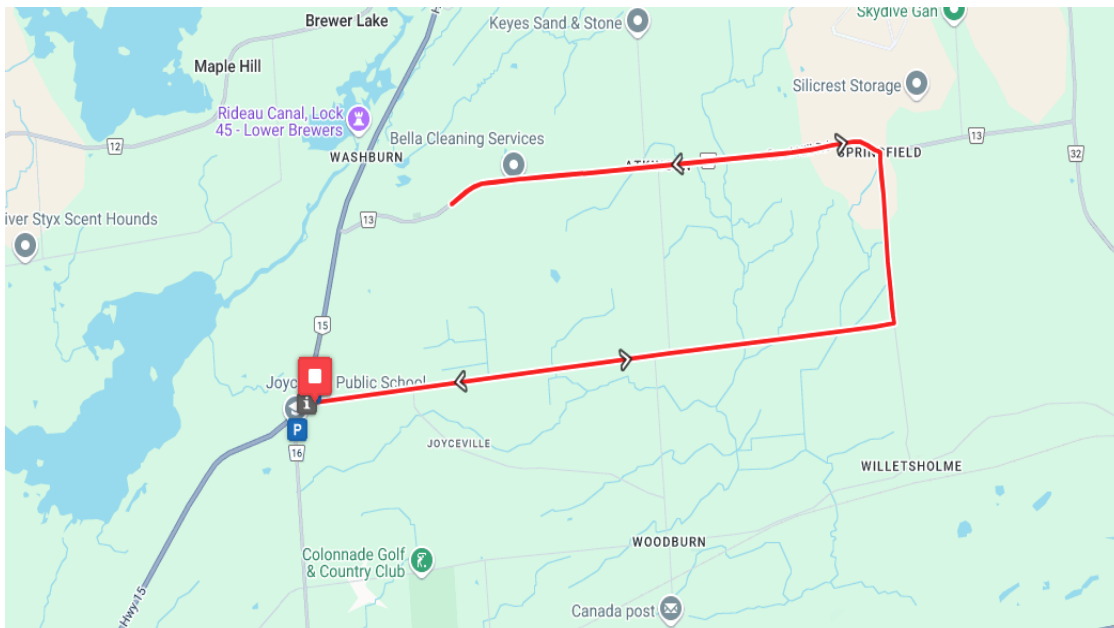 Brewer Lake
Keyes Sand & Stone
Skydive Gan
Maple Hill
Silicrest Storage
Rideau Canal, Lock
45 - Lower Brewers
12
Bella Cleaning Services
13
32
WASHBURN
SPRINGFIELD
iver Styx Scent Hounds
13
15
Public School
16
JOYCEVILLE
P
WILLETSHOLME
WOODBURN
Colonnade Golf
& Country Club
Hwy 15
Canada post